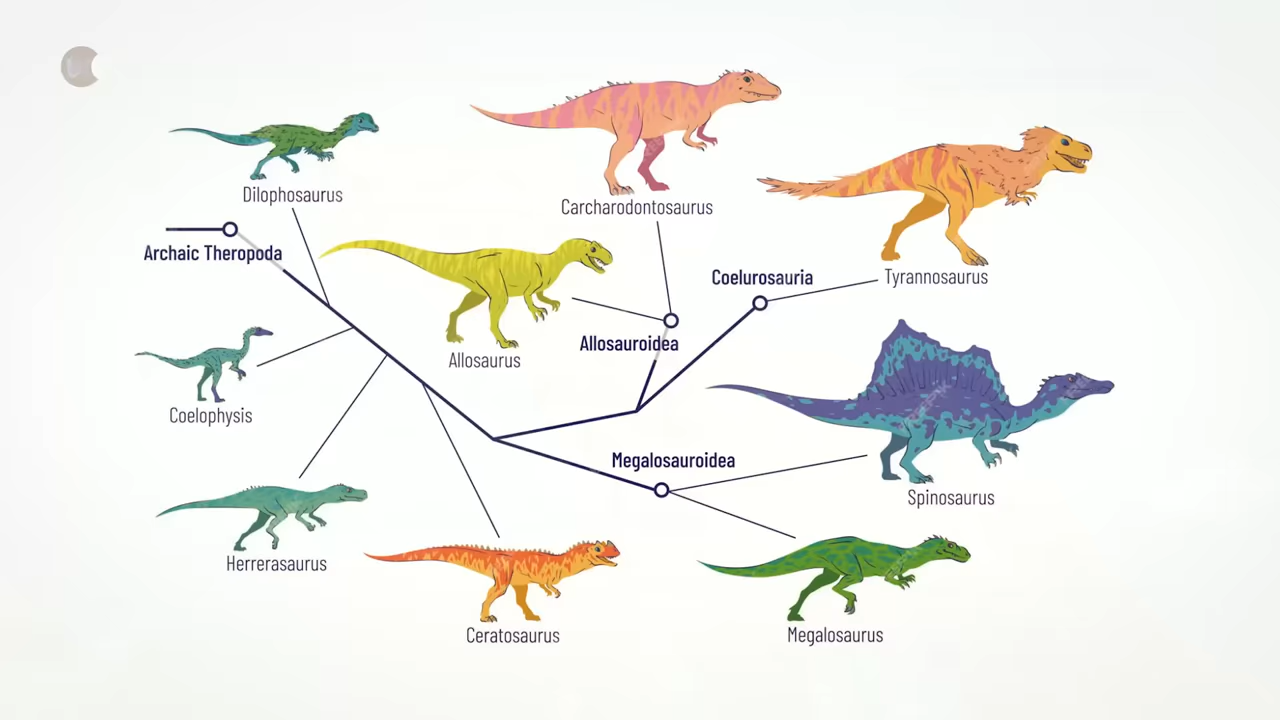 Dilophosaurus
Carcharodontosaurus
Archaic Theropoda
Coelurosauria
Tyrannosaurus
Allosauroidea
Allosaurus
Coelophysis
Megalosauroidea
Spinosaurus
Herrerasaurus
Ceratosaurus
Megalosaurus